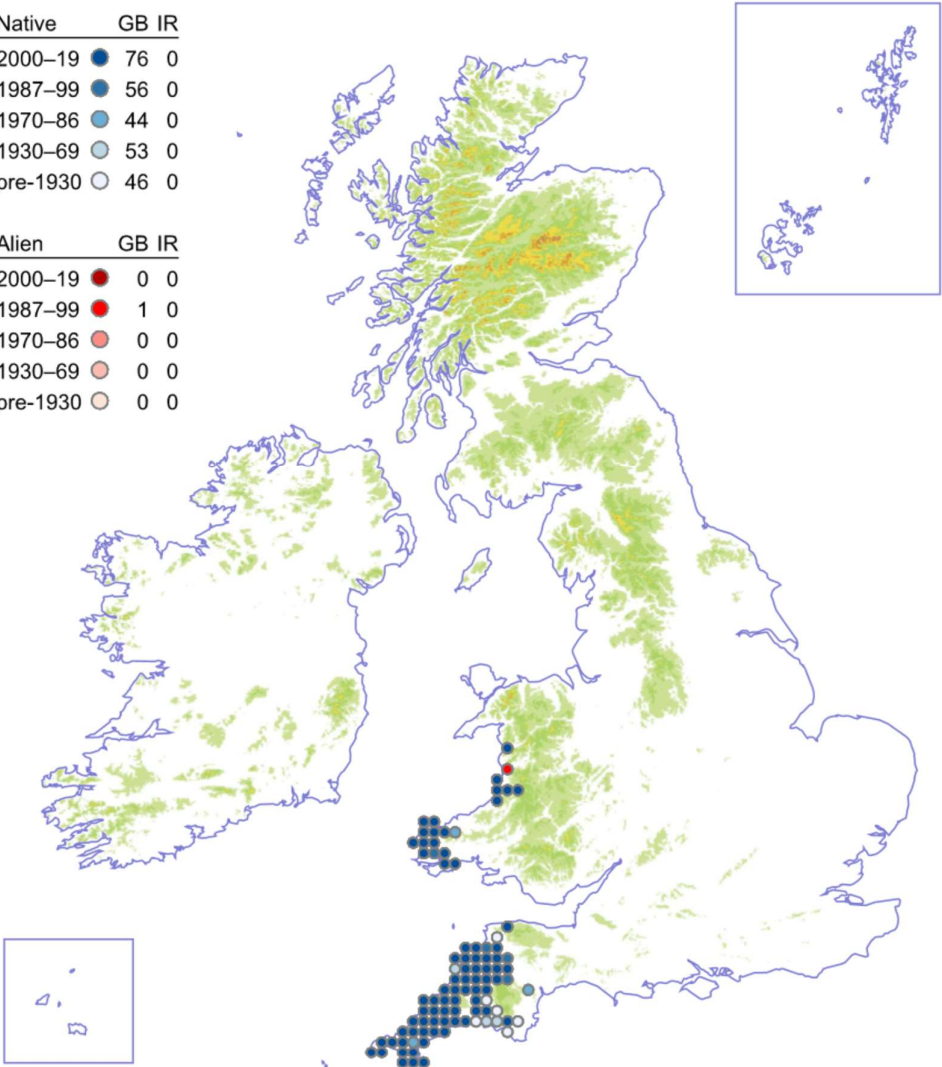 Native GB IR
2000–19 76 0
1987–99 56 0
1970–86 44 0
1930–69 53 0
pre-1930 46 0
Alien GB IR
2000–19 0 0
1987–99 1 0
1970–86 0 0
1930–69 0 0
pre-1930 0 0